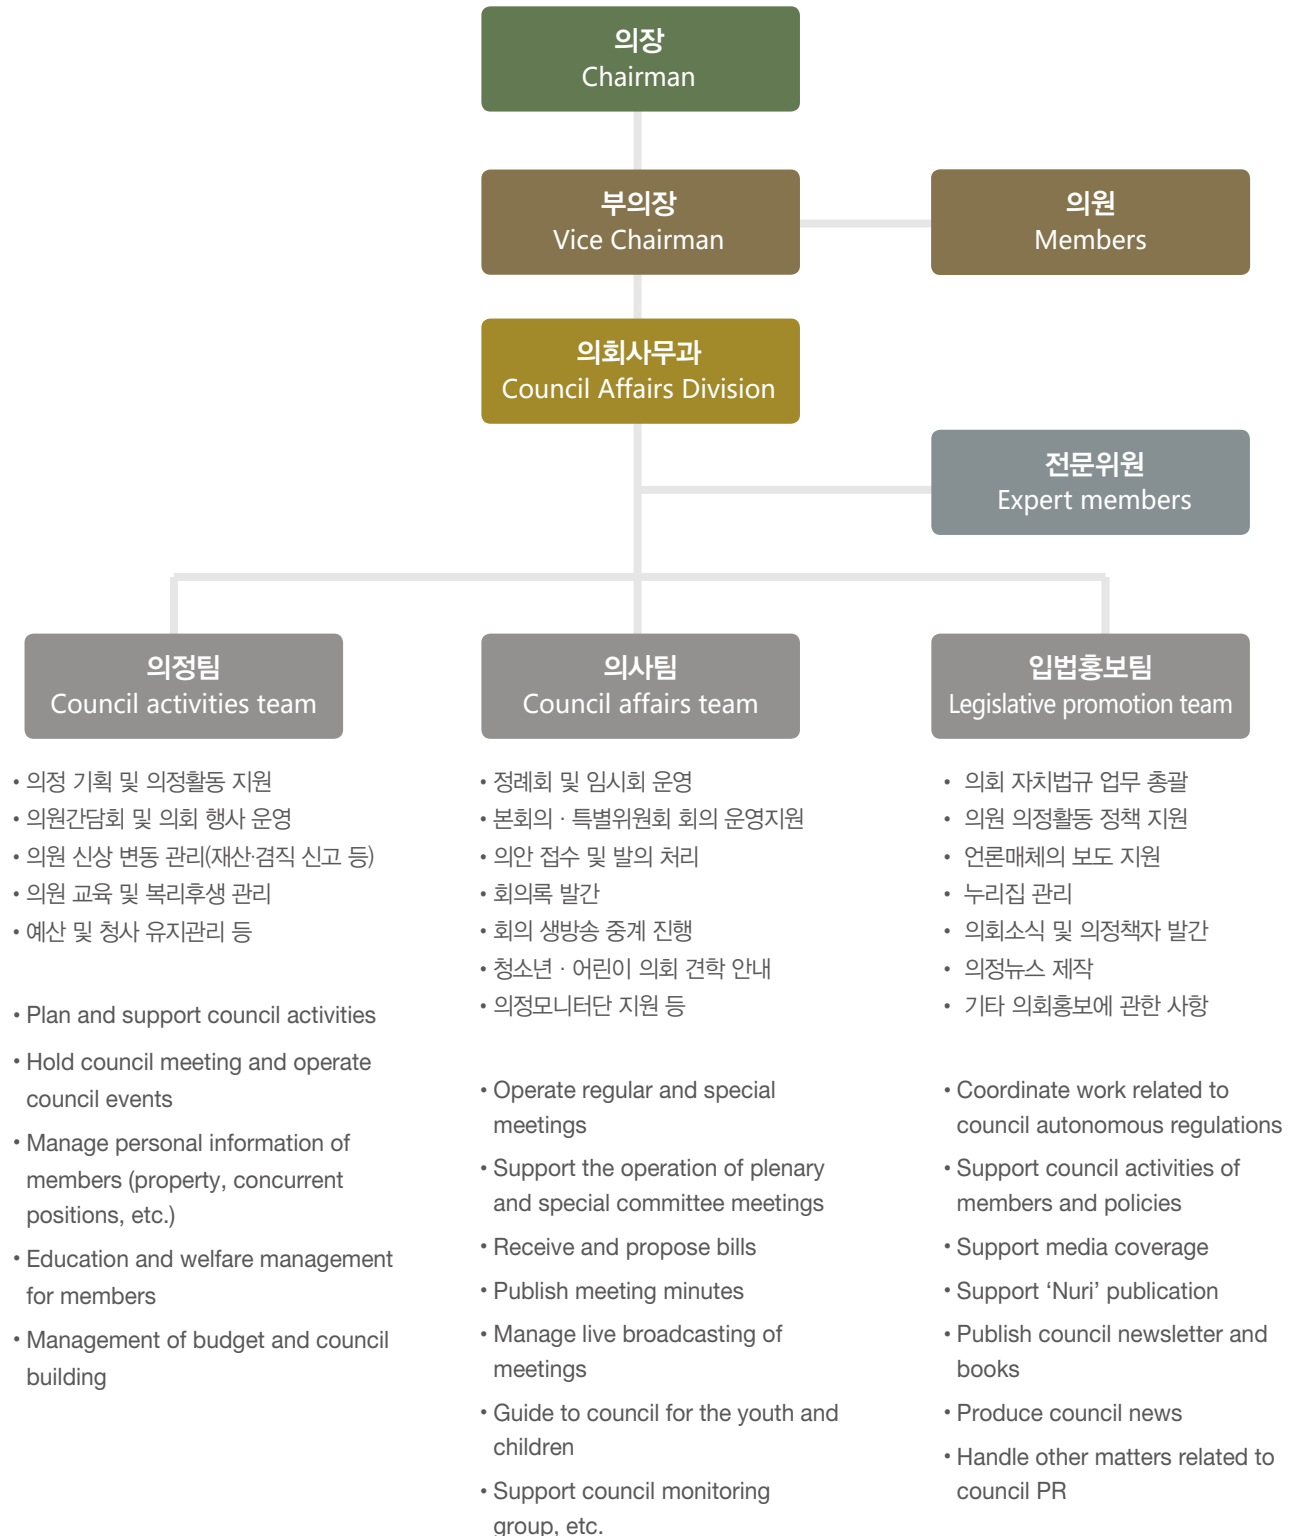 의장
Chairman
부의장
Vice Chairman
의원
Members
의회사무과
Council Affairs Division
전문위원
Expert members
의정팀
Council activities team
• 의정 기획 및 의정활동 지원
• 의원간담회 및 의회 행사 운영
• 의원 신상 변동 관리(재산·겸직 신고 등)
• 의원 교육 및 복리후생 관리
• 예산 및 청사 유지관리 등
• Plan and support council activities
• Hold council meeting and operate
council events
• Manage personal information of
members (property, concurrent
positions, etc.)
• Education and welfare management
for members
• Management of budget and council
building
의사팀
Council affairs team
• 정례회 및 임시회 운영
• 본회의 · 특별위원회 회의 운영지원
• 의안 접수 및 발의 처리
• 회의록 발간
• 회의 생방송 중계 진행
• 청소년 · 어린이 의회 견학 안내
• 의정모니터단 지원 등
• Operate regular and special
meetings
• Support the operation of plenary
and special committee meetings
• Receive and propose bills
• Publish meeting minutes
• Manage live broadcasting of
meetings
• Guide to council for the youth and
children
• Support council monitoring
group, etc.
입법홍보팀
Legislative promotion team
• 의회 자치법규 업무 총괄
• 의원 의정활동 정책 지원
• 언론매체의 보도 지원
• 누리집 관리
• 의회소식 및 의정책자 발간
• 의정뉴스 제작
• 기타 의회홍보에 관한 사항
• Coordinate work related to
council autonomous regulations
• Support council activities of
members and policies
• Support media coverage
• Support ‘Nuri’ publication
• Publish council newsletter and
books
• Produce council news
• Handle other matters related to
council PR